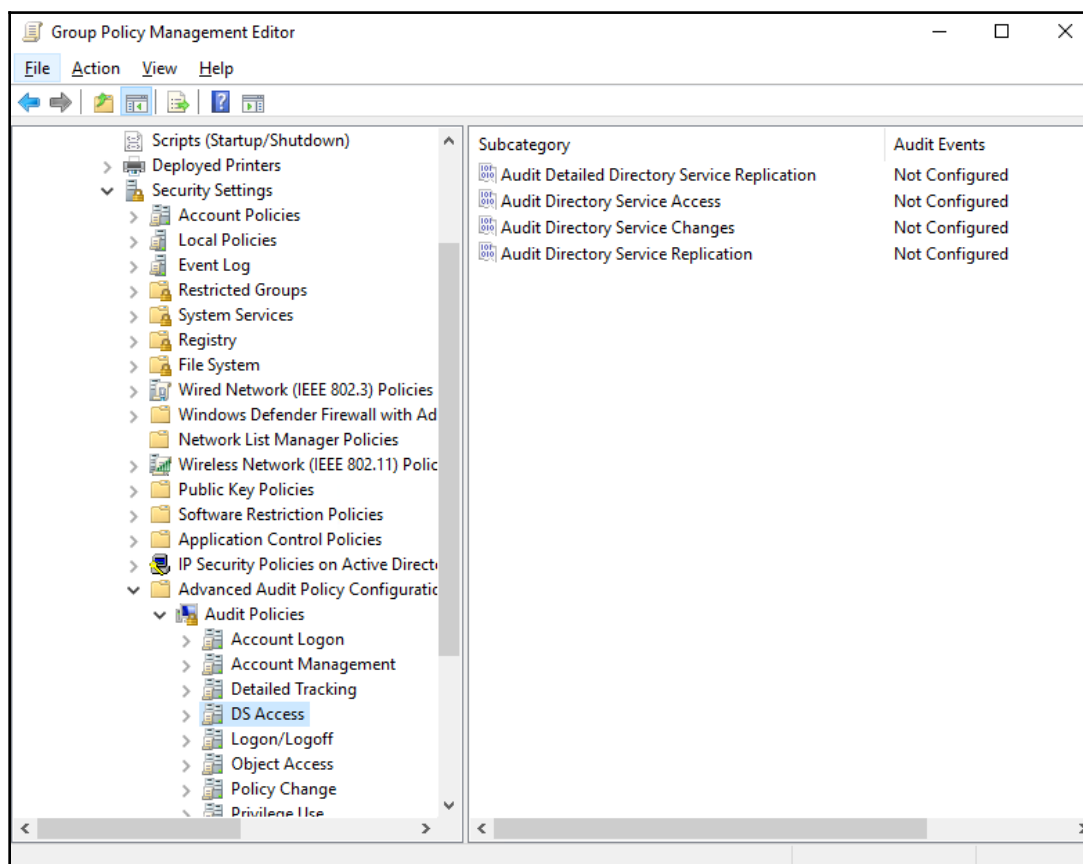 Group Policy Management Editor
File Action View Help
Scripts (Startup/Shutdown)
Deployed Printers
Security Settings
Account Policies
Local Policies
Event Log
Restricted Groups
System Services
Registry
File System
Wired Network (IEEE 802.3) Policies
Windows Defender Firewall with Ad
Network List Manager Policies
Wireless Network (IEEE 802.11) Polic
Public Key Policies
Software Restriction Policies
Application Control Policies
IP Security Policies on Active Direct
Advanced Audit Policy Configuratic
Audit Policies
Account Logon
Account Management
Detailed Tracking
DS Access
Logon/Logoff
Object Access
Policy Change
Privilege Use
Subcategory Audit Events
Audit Detailed Directory Service Replication Not Configured
Audit Directory Service Access Not Configured
Audit Directory Service Changes Not Configured
Audit Directory Service Replication Not Configured